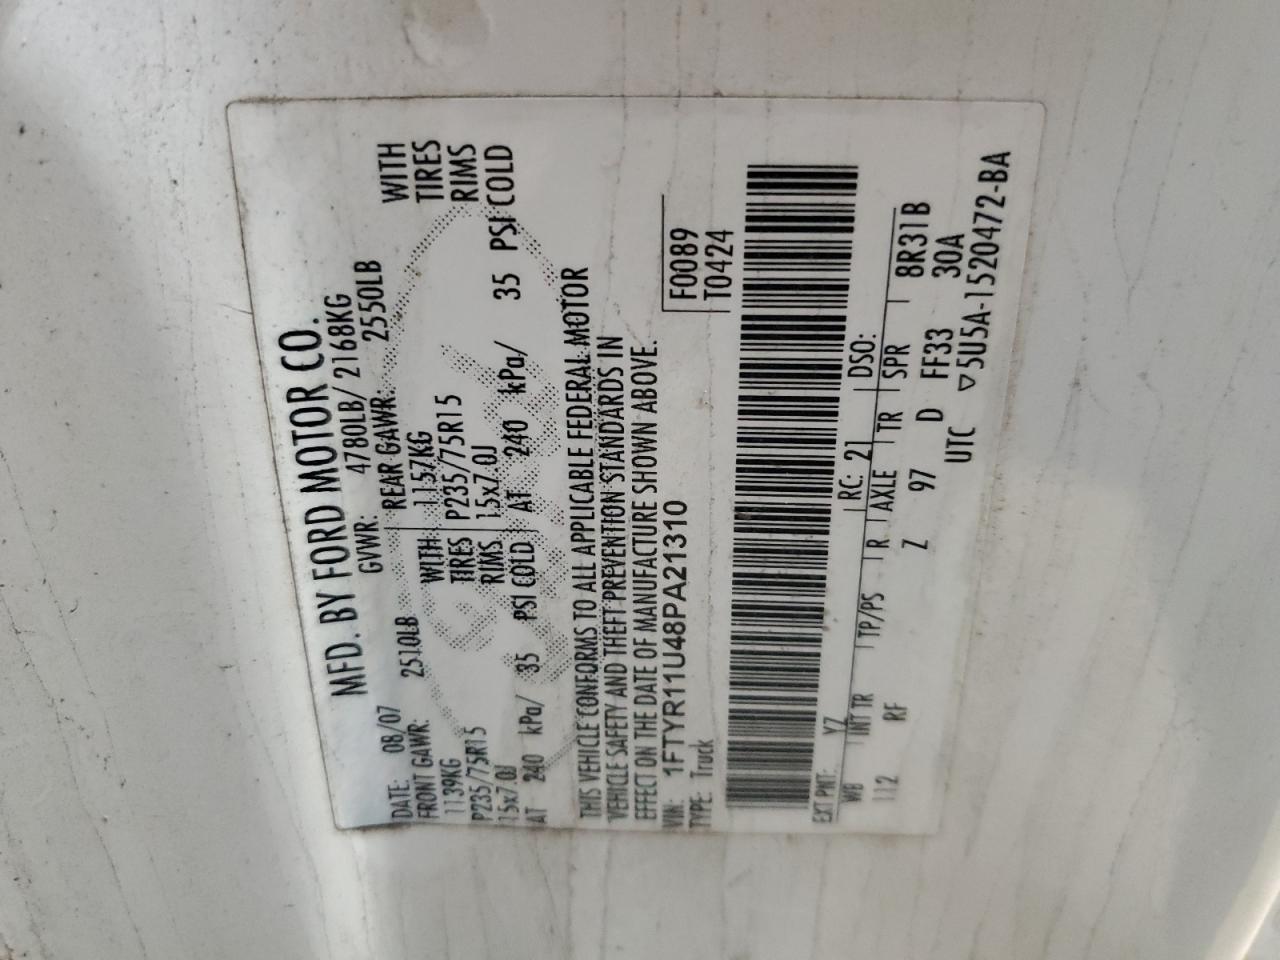 MFD. BY FORD MOTOR CO.
DATE: 08/07 GVWR: 4780LB/ 2168KG
FRONT GAWR: 2510LB REAR GAWR: 2550LB
1139KG WITH 1157KG WITH
P235/75R15 TIRES P235/75R15 TIRES
15x7.0J RIMS 15x7.0J RIMS
AT 240 kPa/ 35 PSI COLD AT 240 kPa/ 35 PSI COLD
THIS VEHICLE CONFORMS TO ALL APPLICABLE FEDERAL MOTOR
VEHICLE SAFETY AND THEFT PREVENTION STANDARDS IN
EFFECT ON THE DATE OF MANUFACTURE SHOWN ABOVE.
VIN: 1FTYR11U48PA21310 F0089
TYPE: Truck T0424
EXT PNT: YZ RC: 21 DSO:
WB INT TR TP/PS R AXLE TR SPR 8R31B
112 RF Z 97 D FF33 30A
UTC ▽5U5A-1520472-BA